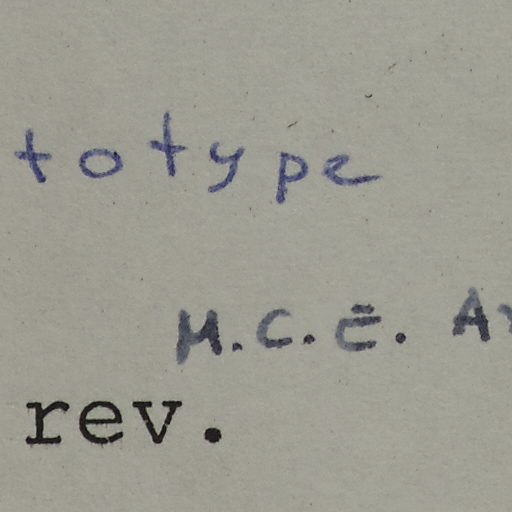 totype
M.C.E. A
rev.